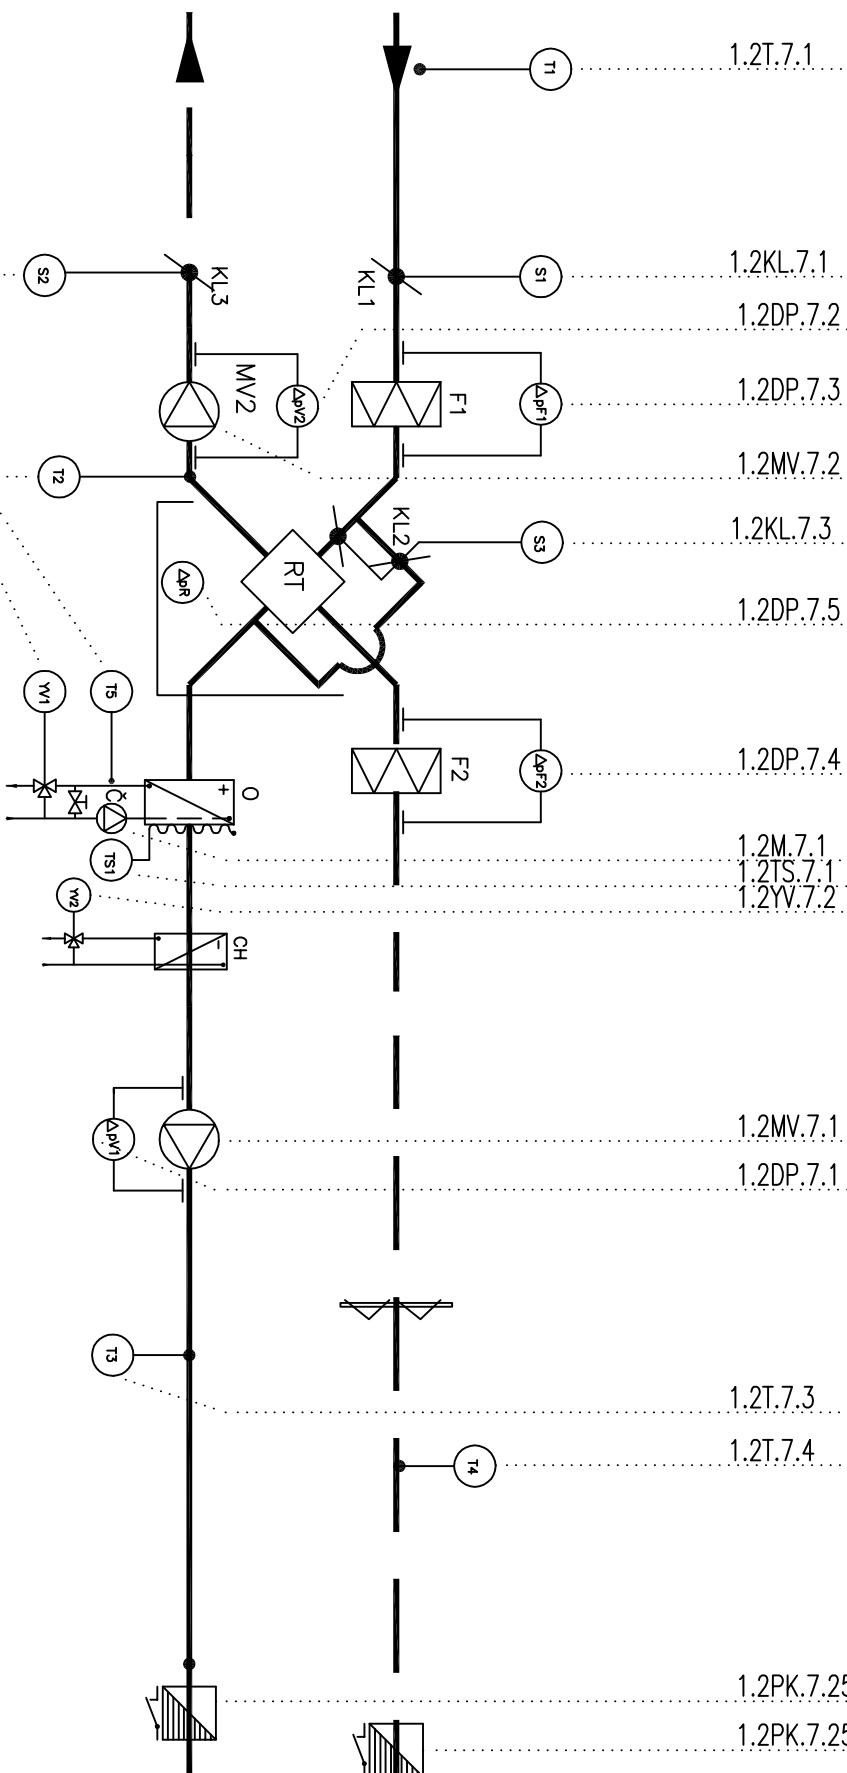 1.2T.7.1
T1
1.2KL.7.1
S2
KL3
KL1
S1
1.2DP.7.2
MV2
ΔpV2
F1
ΔpF1
1.2DP.7.3
1.2MV.7.2
T2
KL2
S3
1.2KL.7.3
RT
ΔpR
1.2DP.7.5
YV1
T5
F2
ΔpF2
1.2DP.7.4
+
O
Č
1.2M.7.1
TS1
1.2TS.7.1
YV2
1.2YV.7.2
-
CH
1.2MV.7.1
ΔpV1
1.2DP.7.1
T3
1.2T.7.3
T4
1.2T.7.4
1.2PK.7.25
1.2PK.7.25